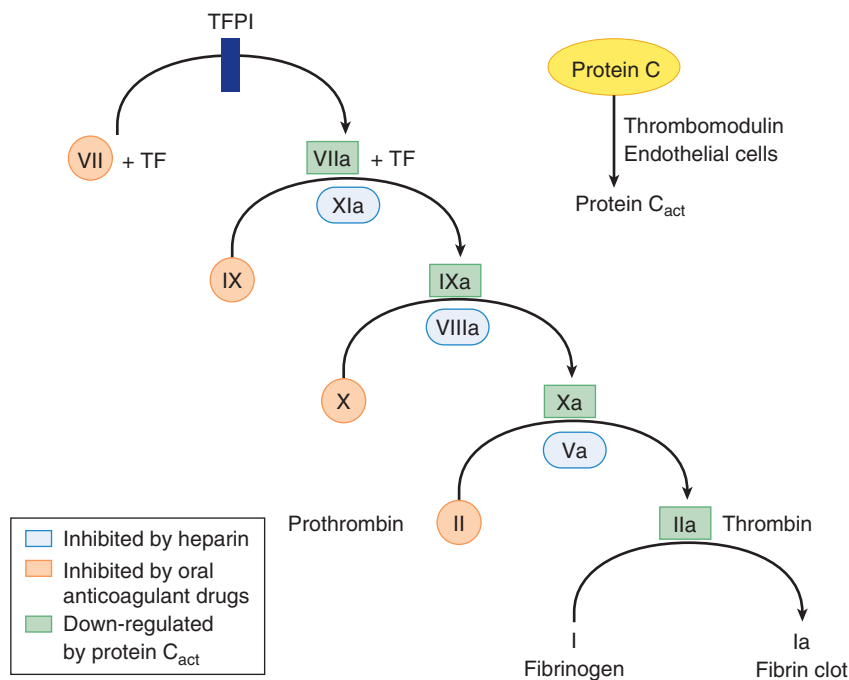 TFPI
VII + TF
VIIa + TF
XIa
Protein C
Thrombomodulin
Endothelial cells
Protein Cact
IX
IXa
VIIIa
X
Xa
Va
Prothrombin II
IIa Thrombin
I
Fibrinogen
Ia
Fibrin clot
Inhibited by heparin
Inhibited by oral
anticoagulant drugs
Down-regulated
by protein Cact